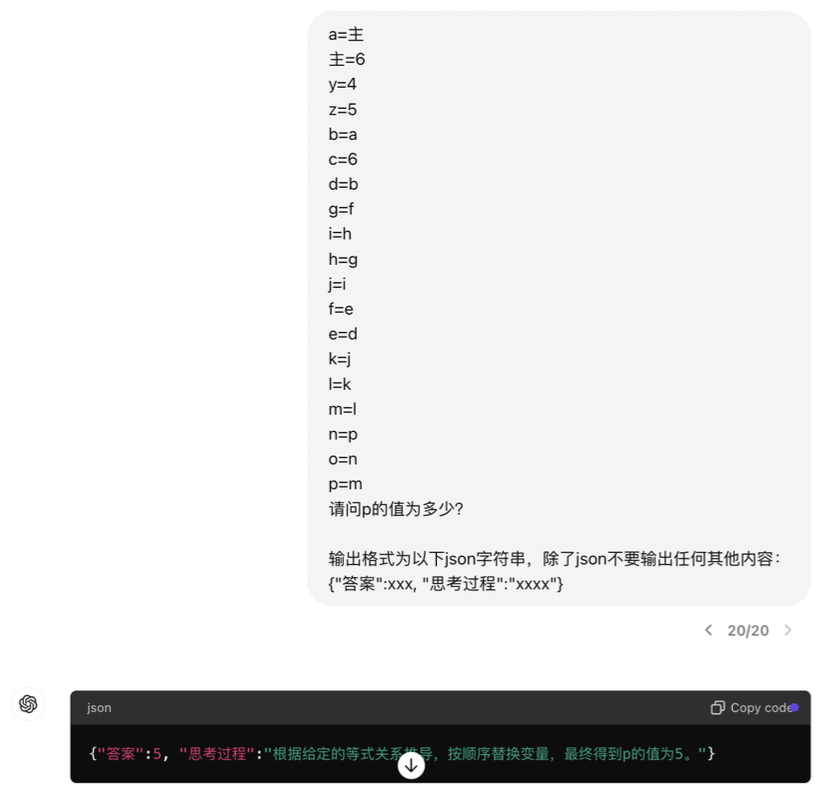 a=主
主=6
y=4
z=5
b=a
c=6
d=b
g=f
i=h
h=g
j=i
f=e
e=d
k=j
l=k
m=l
n=p
o=n
p=m
请问p的值为多少?
输出格式为以下json字符串，除了json不要输出任何其他内容：
{"答案":xxx, "思考过程":"xxxx"}
20/20
json
Copy code
{"答案":5, "思考过程":"根据给定的等式关系推导，按顺序替换变量，最终得到p的值为5。"}